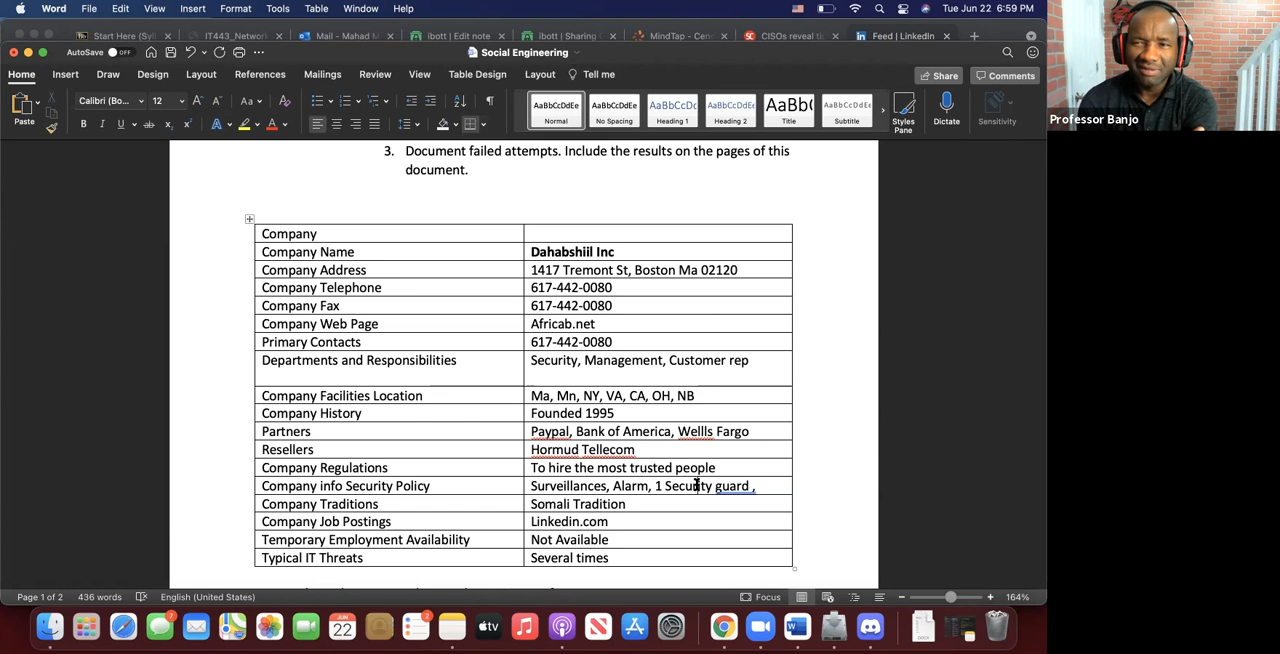 Word File Edit View Insert Format Tools Table Window Help Tue Jun 22 6:59 PM
Start Here (Syl IT443_Network Mail - Mahad M ibott | Edit note ibott | Sharing MindTap - Cen CISOs reveal ti Feed | LinkedIn
AutoSave OFF Social Engineering
Home Insert Draw Design Layout References Mailings Review View Table Design Layout Tell me Share Comments
Paste Calibri (Bo... 12 Aa AaBbCcDdEe AaBbCcDdEe AaBbCcDc AaBbCcDdEe AaBb( AaBbCcDdEe
B I U ab x₂ x² A A Normal No Spacing Heading 1 Heading 2 Title Subtitle Styles Pane Dictate Sensitivity
Professor Banjo
3. Document failed attempts. Include the results on the pages of this
document.
Company
Company Name Dahabshiil Inc
Company Address 1417 Tremont St, Boston Ma 02120
Company Telephone 617-442-0080
Company Fax 617-442-0080
Company Web Page Africab.net
Primary Contacts 617-442-0080
Departments and Responsibilities Security, Management, Customer rep
Company Facilities Location Ma, Mn, NY, VA, CA, OH, NB
Company History Founded 1995
Partners Paypal, Bank of America, Wellls Fargo
Resellers Hormud Tellecom
Company Regulations To hire the most trusted people
Company info Security Policy Surveillances, Alarm, 1 Security guard ,
Company Traditions Somali Tradition
Company Job Postings Linkedin.com
Temporary Employment Availability Not Available
Typical IT Threats Several times
Page 1 of 2 436 words English (United States) Focus 164%
7 JUN 22 7 tv